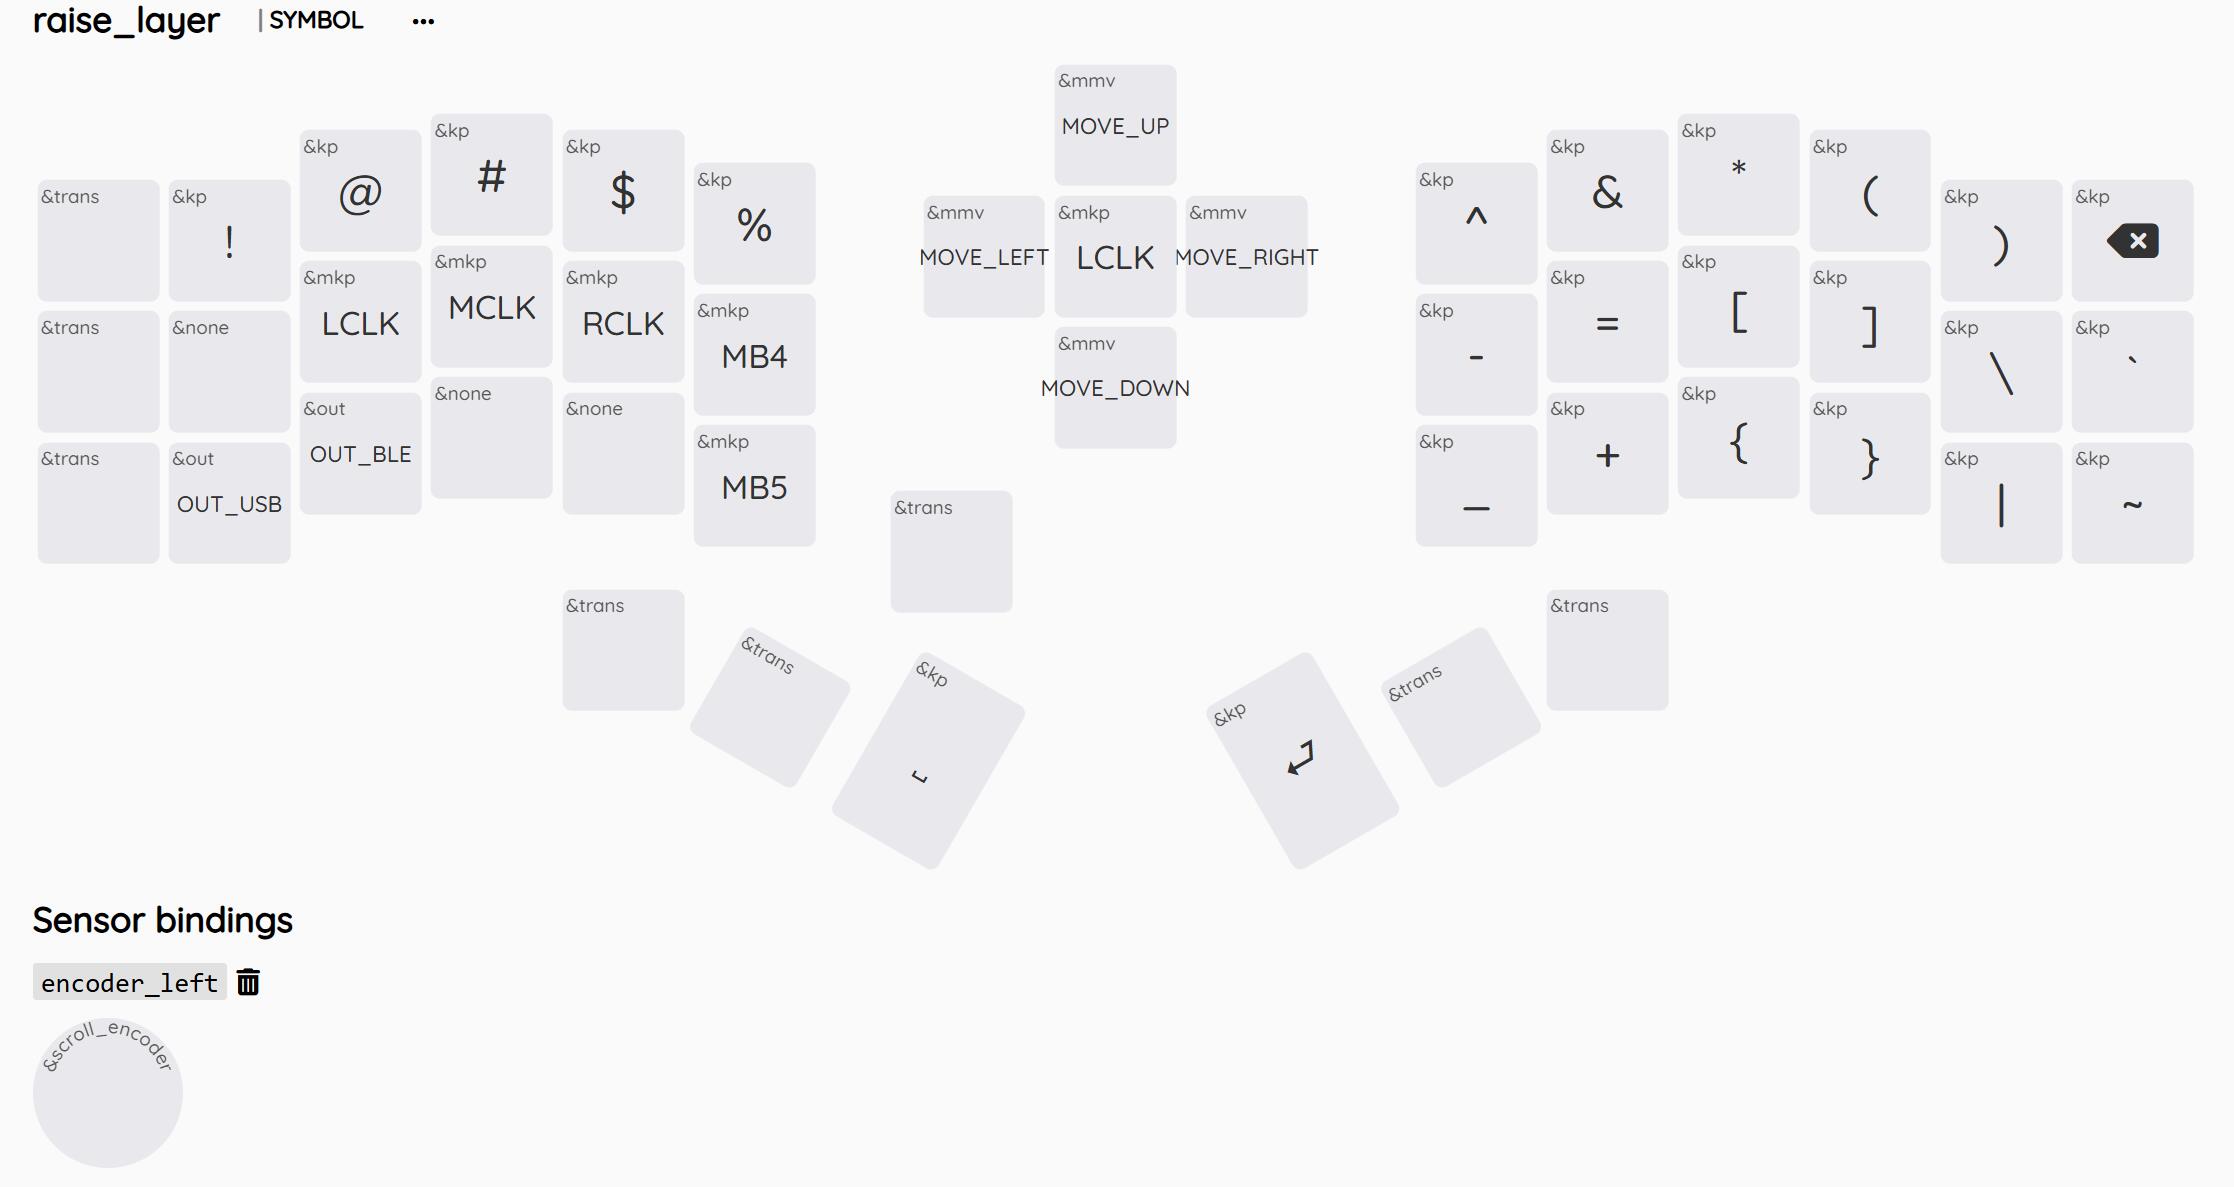 raise_layer | SYMBOL ...
&trans
&kp !
&kp @
&kp #
&kp $
&kp %
&mmv MOVE_UP
&kp ^
&kp &
&kp *
&kp (
&kp )
&kp
&trans
&none
&mkp LCLK
&mkp MCLK
&mkp RCLK
&mkp MB4
&mmv MOVE_LEFT
&mkp LCLK
&mmv MOVE_RIGHT
&kp -
&kp =
&kp [
&kp ]
&kp \
&kp `
&trans
&out OUT_USB
&out OUT_BLE
&none
&none
&mkp MB5
&mmv MOVE_DOWN
&kp _
&kp +
&kp {
&kp }
&kp |
&kp ~
&trans
&trans
&trans
&kp ␣
&kp
&trans
&trans
Sensor bindings
encoder_left
&scroll_encoder